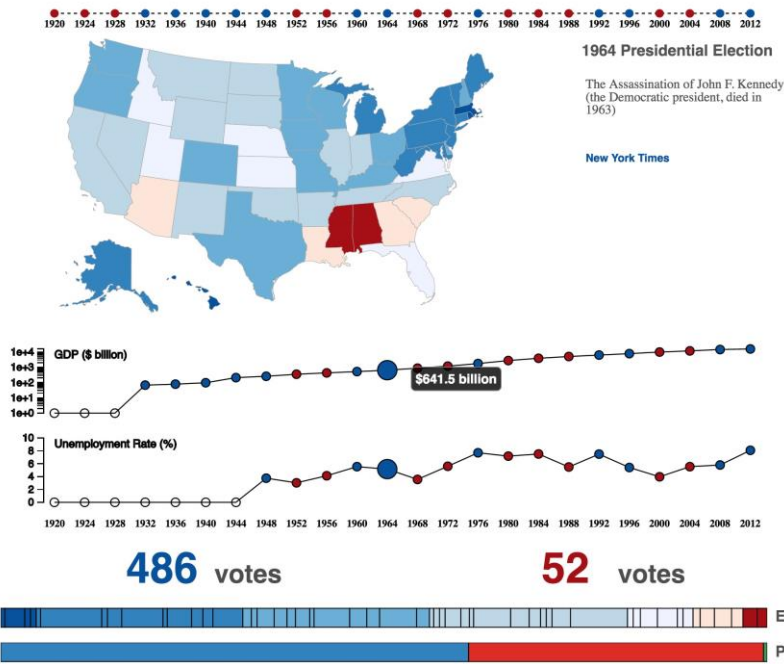 1920 1924 1928 1932 1936 1940 1944 1948 1952 1956 1960 1964 1968 1972 1976 1980 1984 1988 1992 1996 2000 2004 2008 2012
1964 Presidential Election
The Assassination of John F. Kennedy
(the Democratic president, died in
1963)
New York Times
GDP ($ billion)
1e+4
1e+3
1e+2
1e+1
1e+0
$641.5 billion
Unemployment Rate (%)
10
8
6
4
2
0
1920 1924 1928 1932 1936 1940 1944 1948 1952 1956 1960 1964 1968 1972 1976 1980 1984 1988 1992 1996 2000 2004 2008 2012
486 votes 52 votes
E
P